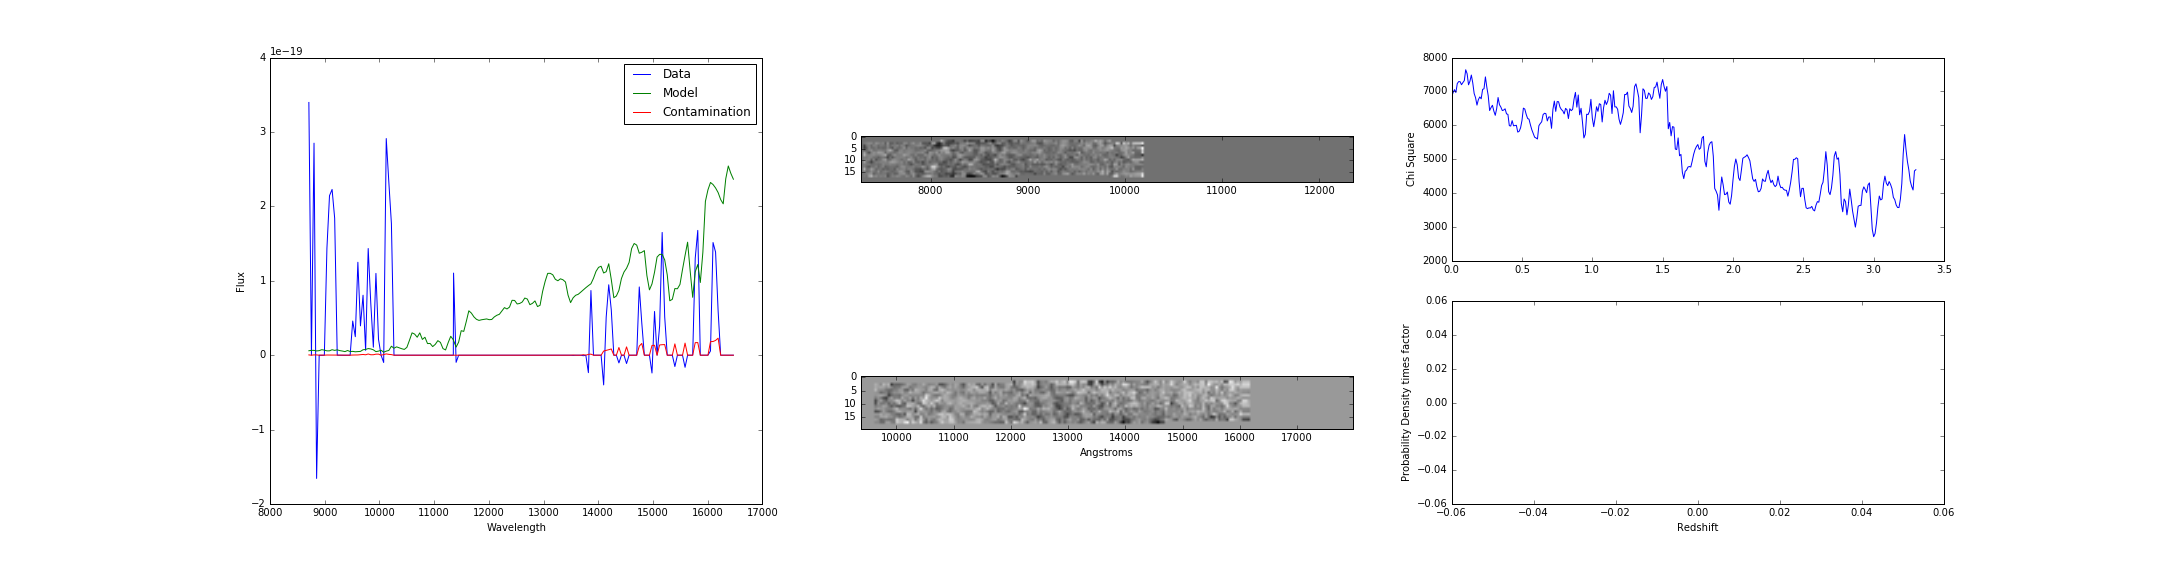 1e−19
4
3
2
1
0
−1
−2
8000 9000 10000 11000 12000 13000 14000 15000 16000 17000
Wavelength
Flux
Data
Model
Contamination
0
5
10
15
8000 9000 10000 11000 12000
0
5
10
15
10000 11000 12000 13000 14000 15000 16000 17000
Angstroms
8000
7000
6000
5000
4000
3000
2000
0.0 0.5 1.0 1.5 2.0 2.5 3.0 3.5
Chi Square
0.06
0.04
0.02
0.00
−0.02
−0.04
−0.06
−0.06 −0.04 −0.02 0.00 0.02 0.04 0.06
Redshift
Probability Density times factor